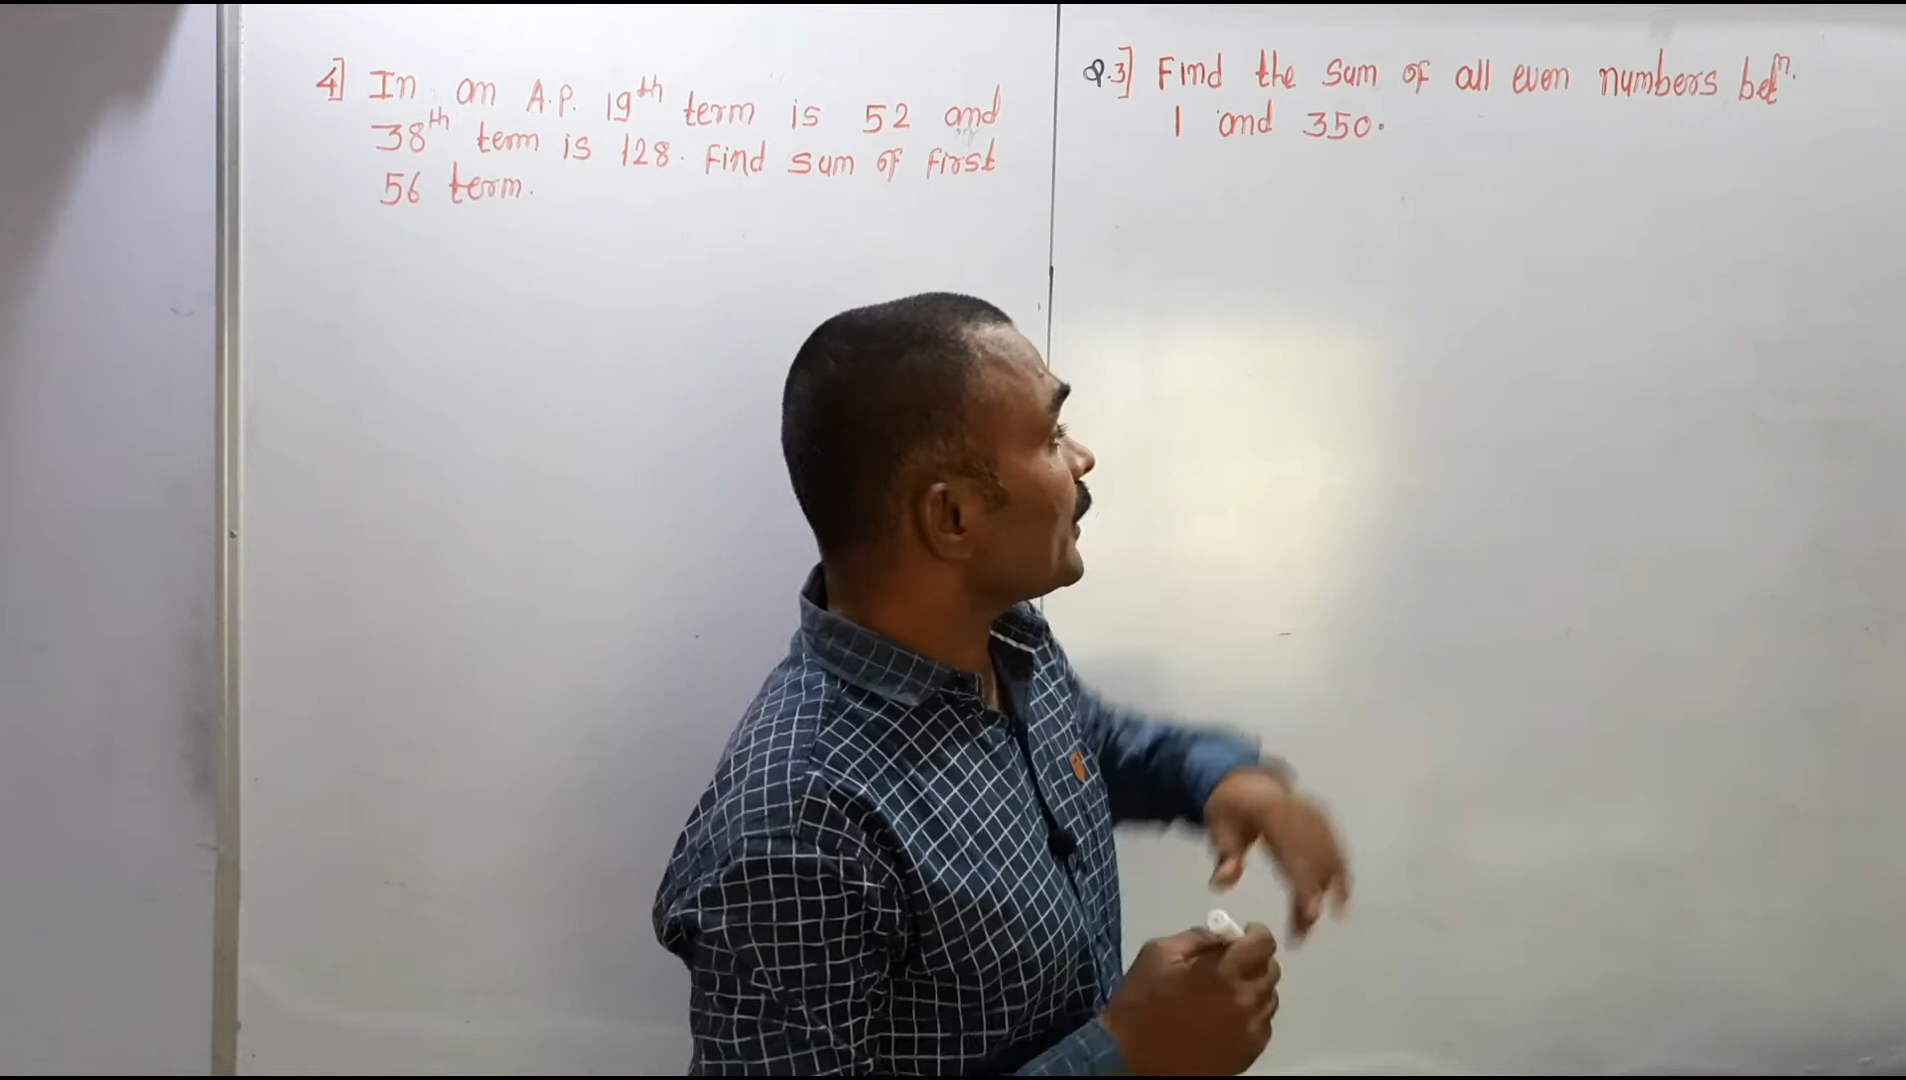 4] In an A.P. 19th term is 52 and
38th term is 128. Find sum of first
56 term.
Q.3] Find the sum of all even numbers betn.
1 and 350.